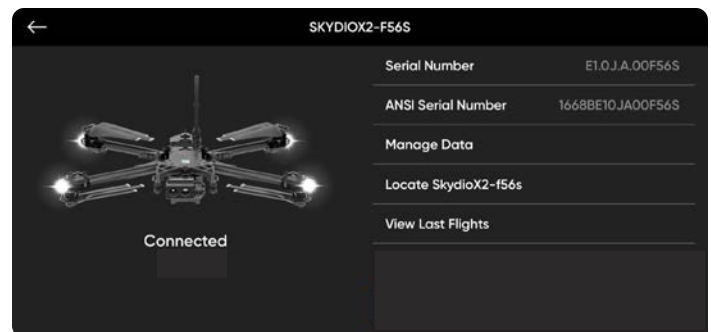 SKYDIOX2-F56S
Serial Number E1.0J.A.00F56S
ANSI Serial Number 1668BE10JA00F56S
Manage Data
Locate SkydioX2-f56s
View Last Flights
Connected